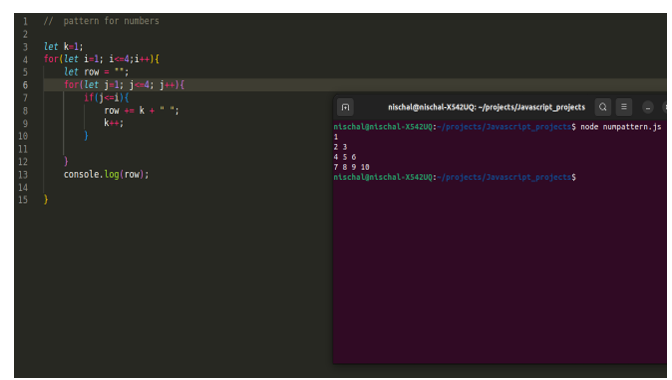 1 // pattern for numbers
2
3 let k=1;
4 for(let i=1; i<=4;i++){
5 let row = "";
6 for(let j=1; j<=4; j++){
7 if(j<=i){
8 row += k + " ";
9 k++;
10 }
11
12 }
13 console.log(row);
14
15 }
nischal@nischal-X542UQ: ~/projects/Javascript_projects
nischal@nischal-X542UQ:~/projects/Javascript_projects$ node numpattern.js
1
2 3
4 5 6
7 8 9 10
nischal@nischal-X542UQ:~/projects/Javascript_projects$